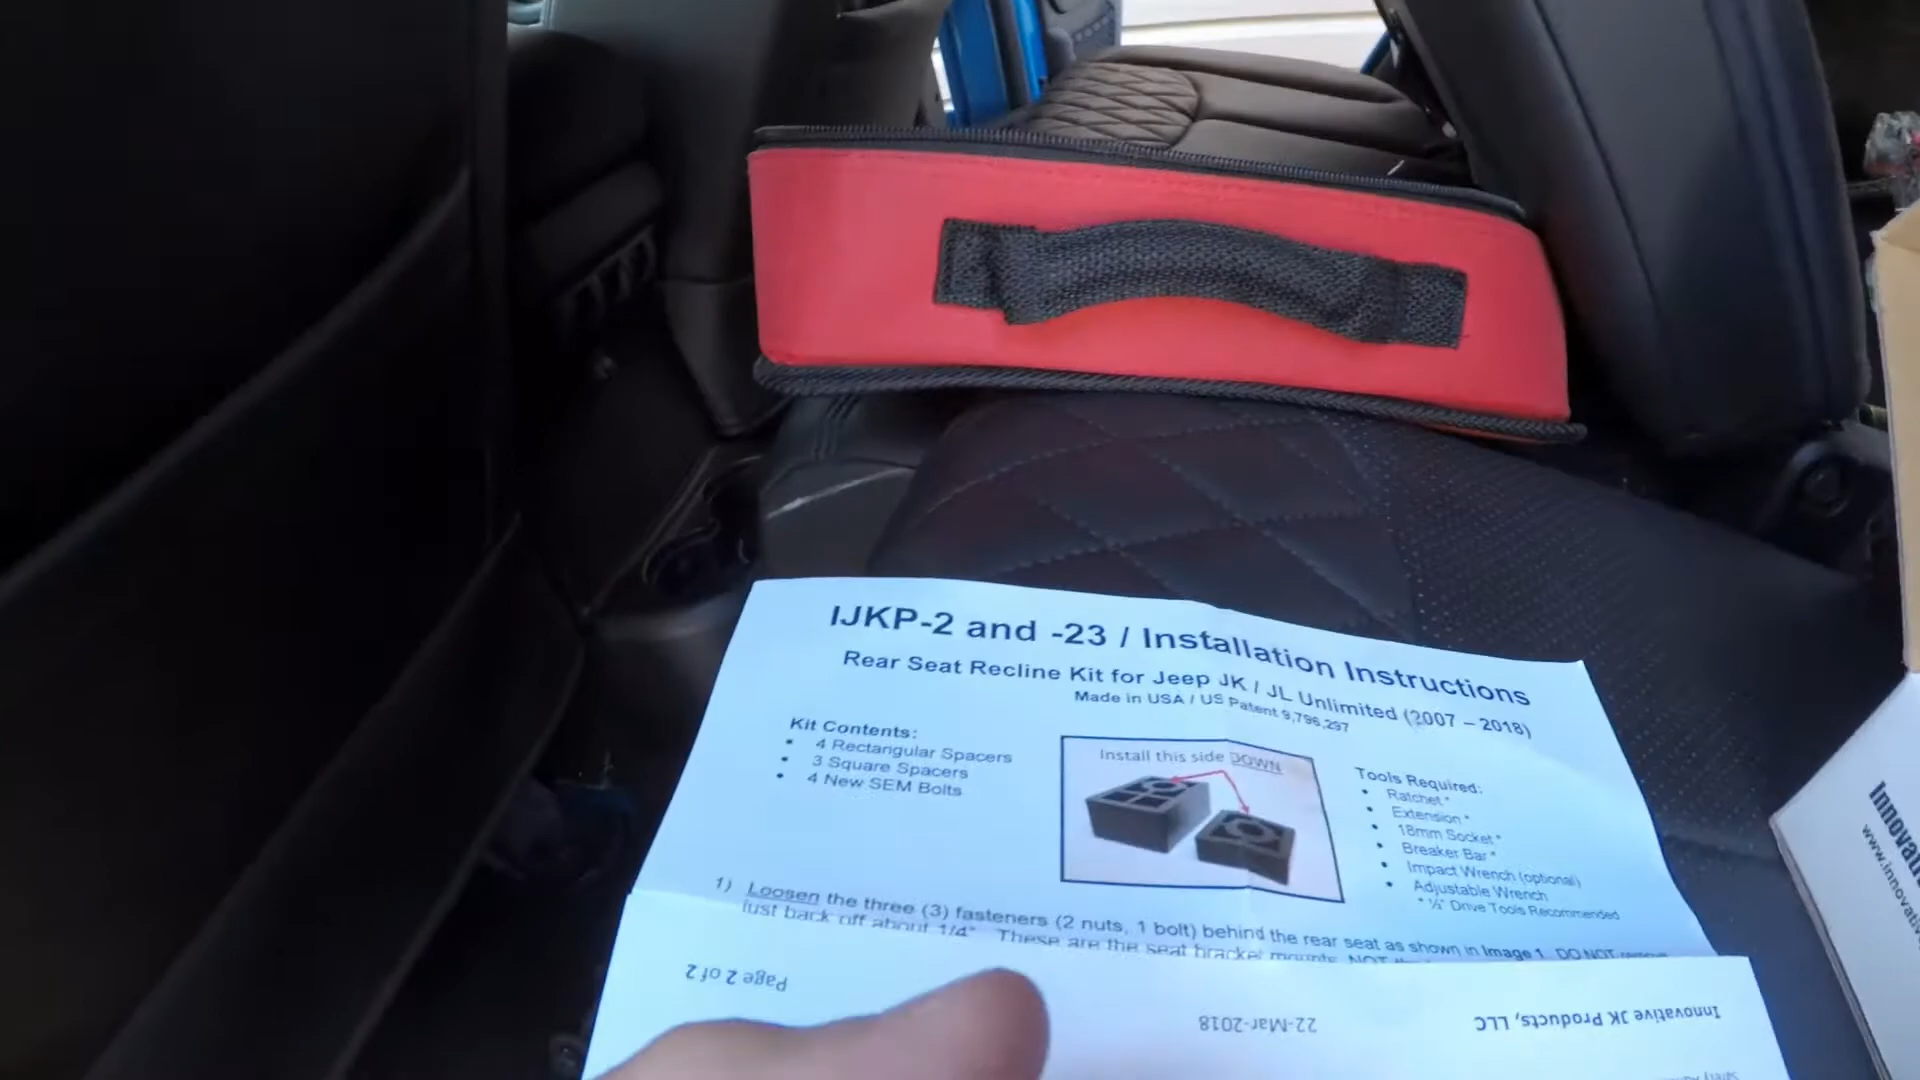 IJKP-2 and -23 / Installation Instructions
Rear Seat Recline Kit for Jeep JK / JL Unlimited (2007 – 2018)
Made in USA / US Patent 9,796,297
Kit Contents:
• 4 Rectangular Spacers
• 3 Square Spacers
• 4 New SEM Bolts
Install this side DOWN
Tools Required:
• Ratchet *
• Extension *
• 18mm Socket *
• Breaker Bar *
• Impact Wrench (optional)
• Adjustable Wrench
* ½" Drive Tools Recommended
1) Loosen the three (3) fasteners (2 nuts, 1 bolt) behind the rear seat as shown in Image 1. DO NOT remove
just back off about 1/4". These are the seat bracket mounts, NOT
Page 2 of 2
22-Mar-2018
Innovative JK Products, LLC